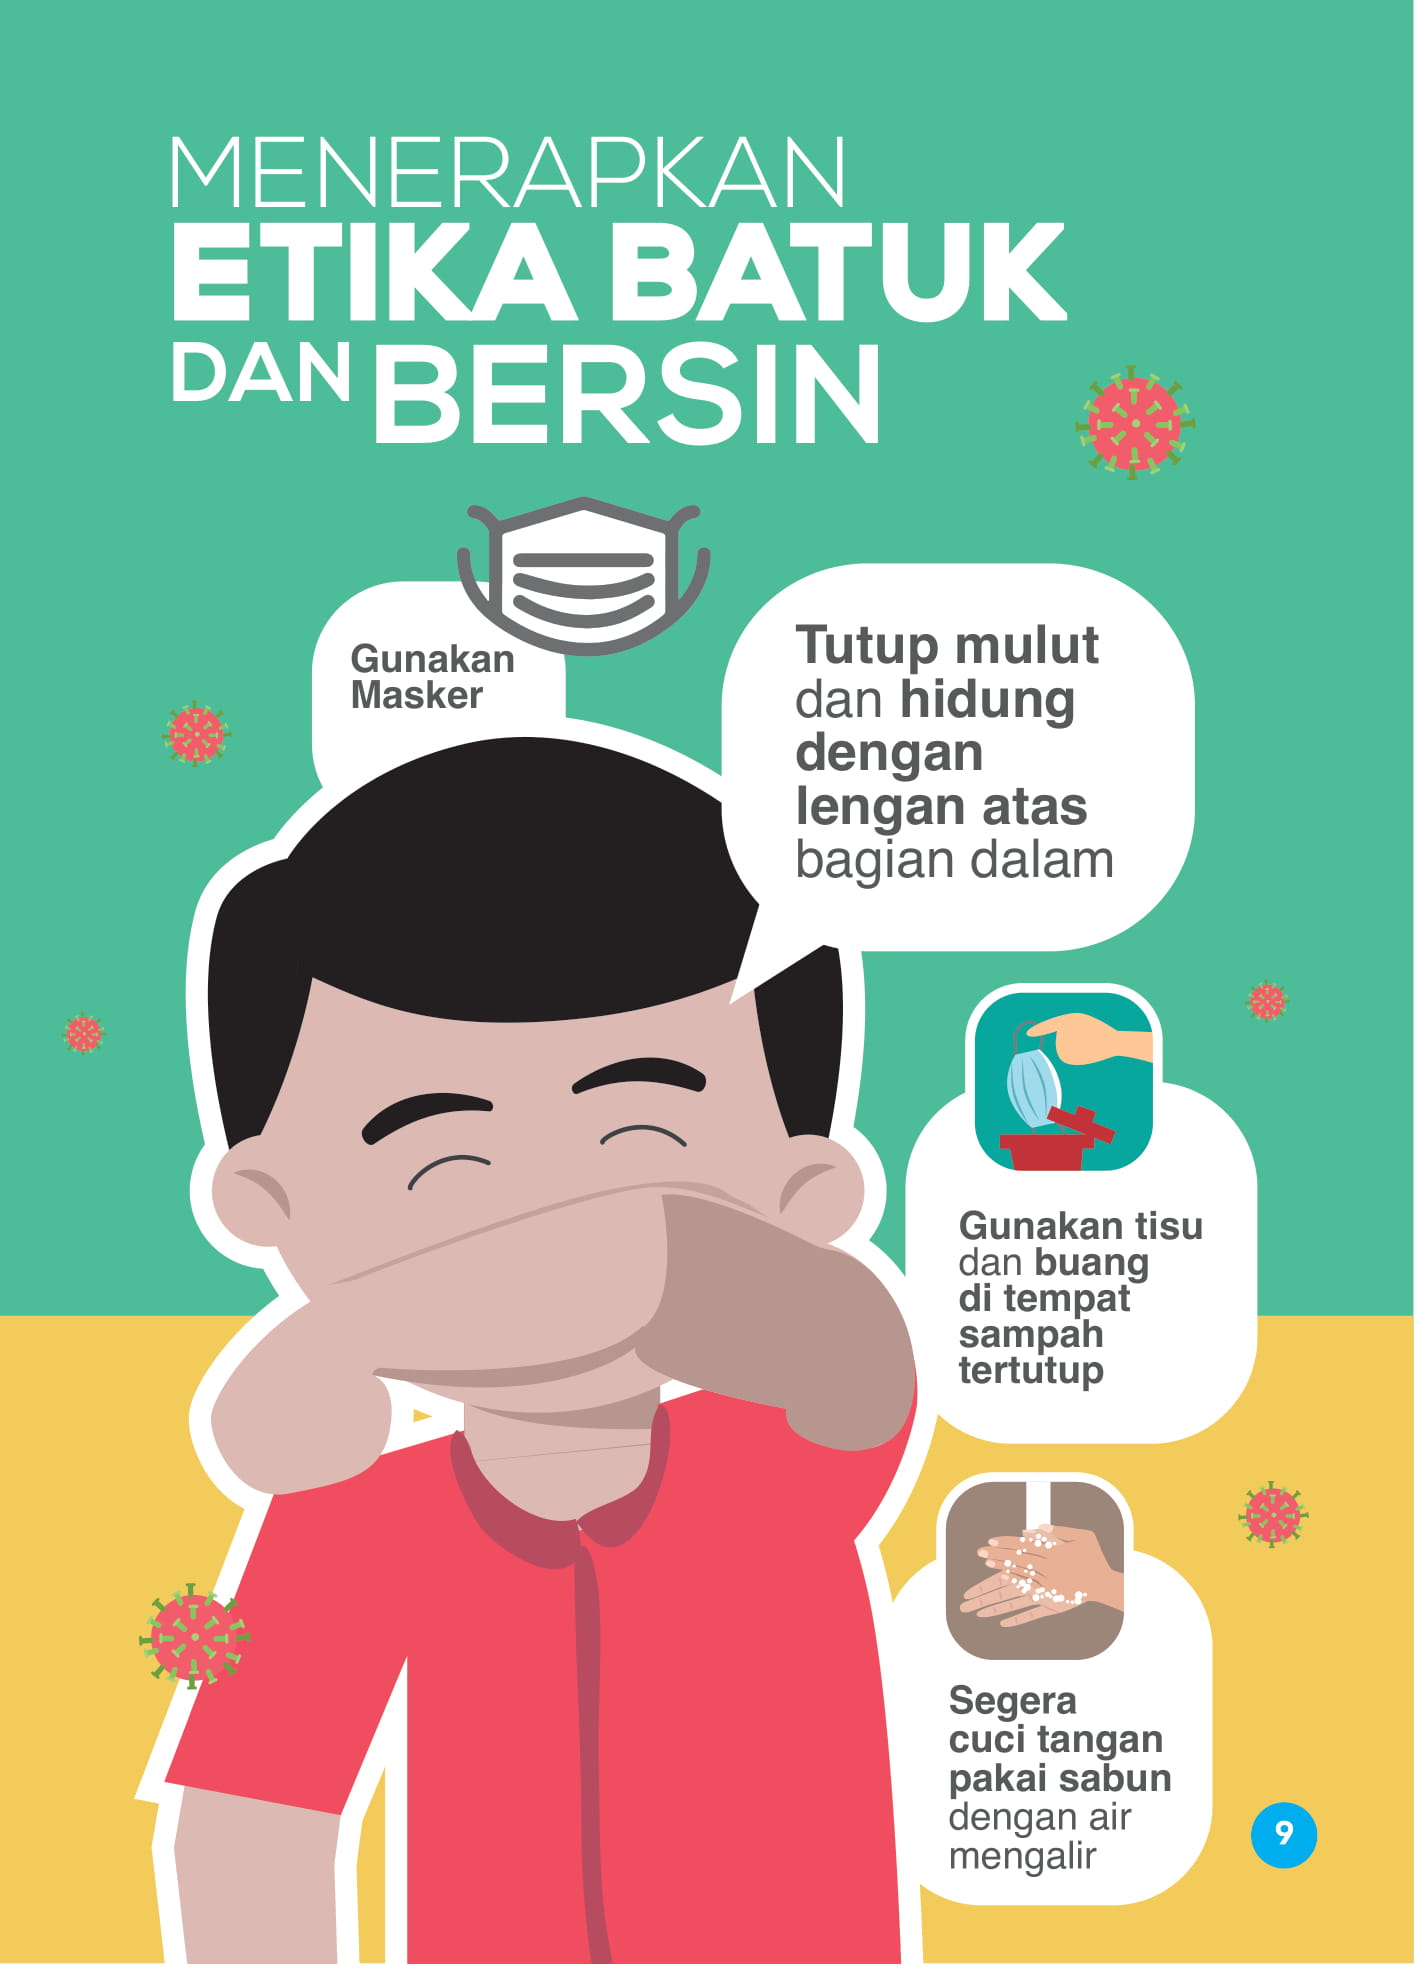 MENERAPKAN
ETIKA BATUK
DAN BERSIN
Gunakan
Masker
Tutup mulut
dan hidung
dengan
lengan atas
bagian dalam
Gunakan tisu
dan buang
di tempat
sampah
tertutup
Segera
cuci tangan
pakai sabun
dengan air
mengalir
9